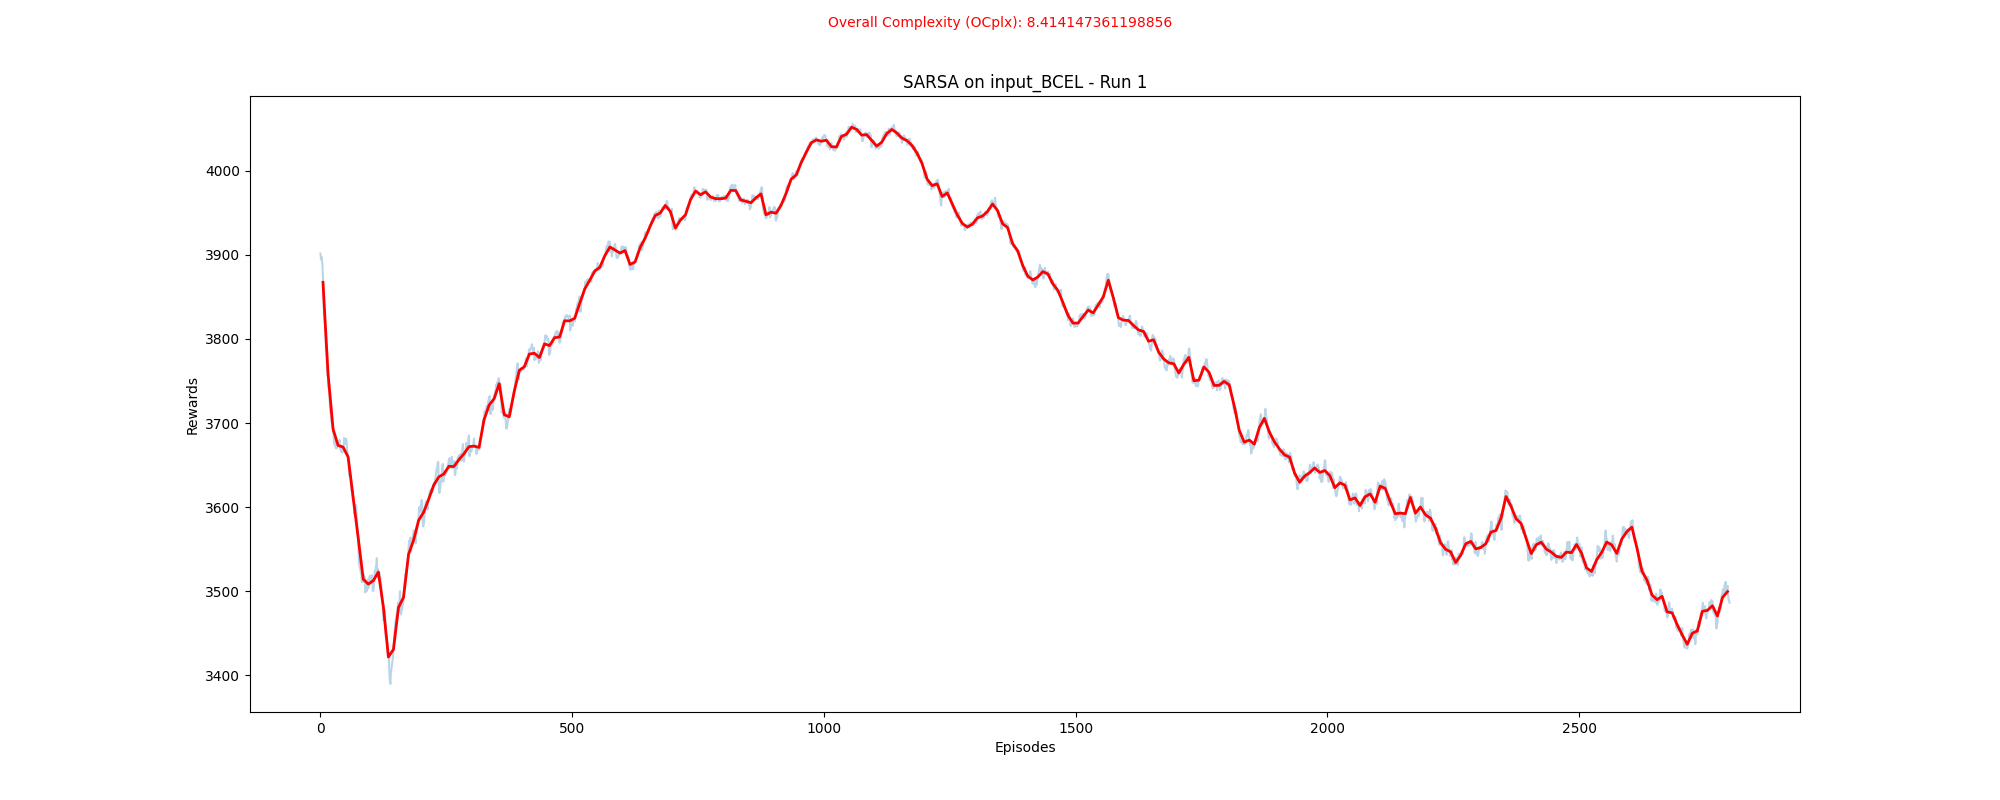 Overall Complexity (OCplx): 8.414147361198856
SARSA on input_BCEL - Run 1
4000
3900
3800
3700
3600
3500
3400
Rewards
0 500 1000 1500 2000 2500
Episodes